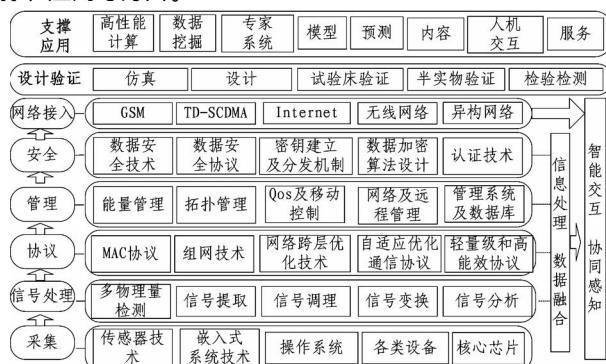 支撑 高性能 数据 专家 模型 预测 内容 人机 服务
应用 计算 挖掘 系统 交互
设计验证 仿真 设计 试验床验证 半实物验证 检验检测
网络接入 GSM TD-SCDMA Internet 无线网络 异构网络
安全 数据安 数据安 密钥建立 数据加密 认证技术
全技术 全协议 及分发机制 算法设计
管理 能量管理 拓扑管理 Qos及移动 网络及远 管理系统
控制 程管理 及数据库
协议 MAC协议 组网技术 网络跨层优 自适应优化 轻量级和高
化技术 通信协议 能效协议
信号处理 多物理量 信号提取 信号调理 信号变换 信号分析
检测
采集 传感器技 嵌入式 操作系统 各类设备 核心芯片
术 系统技术
信息处理 数据融合
智能交互 协同感知